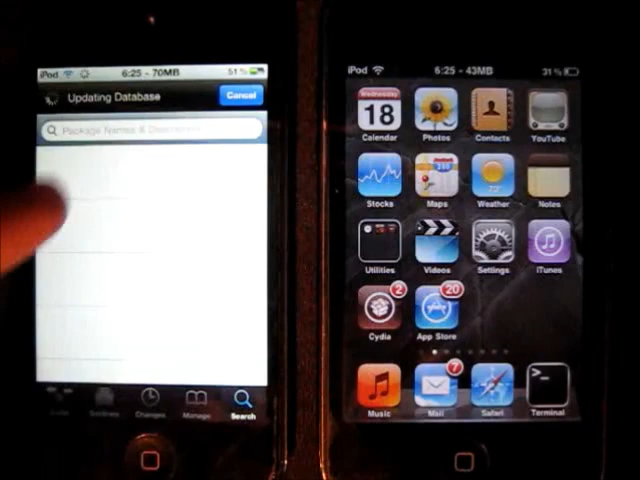 iPod 6:25 - 70MB 51%
Updating Database Cancel
Package Names &
Changes Manage Search
iPod 6:25 - 43MB 31%
Wednesday
18
Calendar Photos Contacts YouTube
Stocks Maps Weather Notes
Utilities Videos Settings iTunes
2 20
Cydia App Store
7
>_
Music Mail Safari Terminal